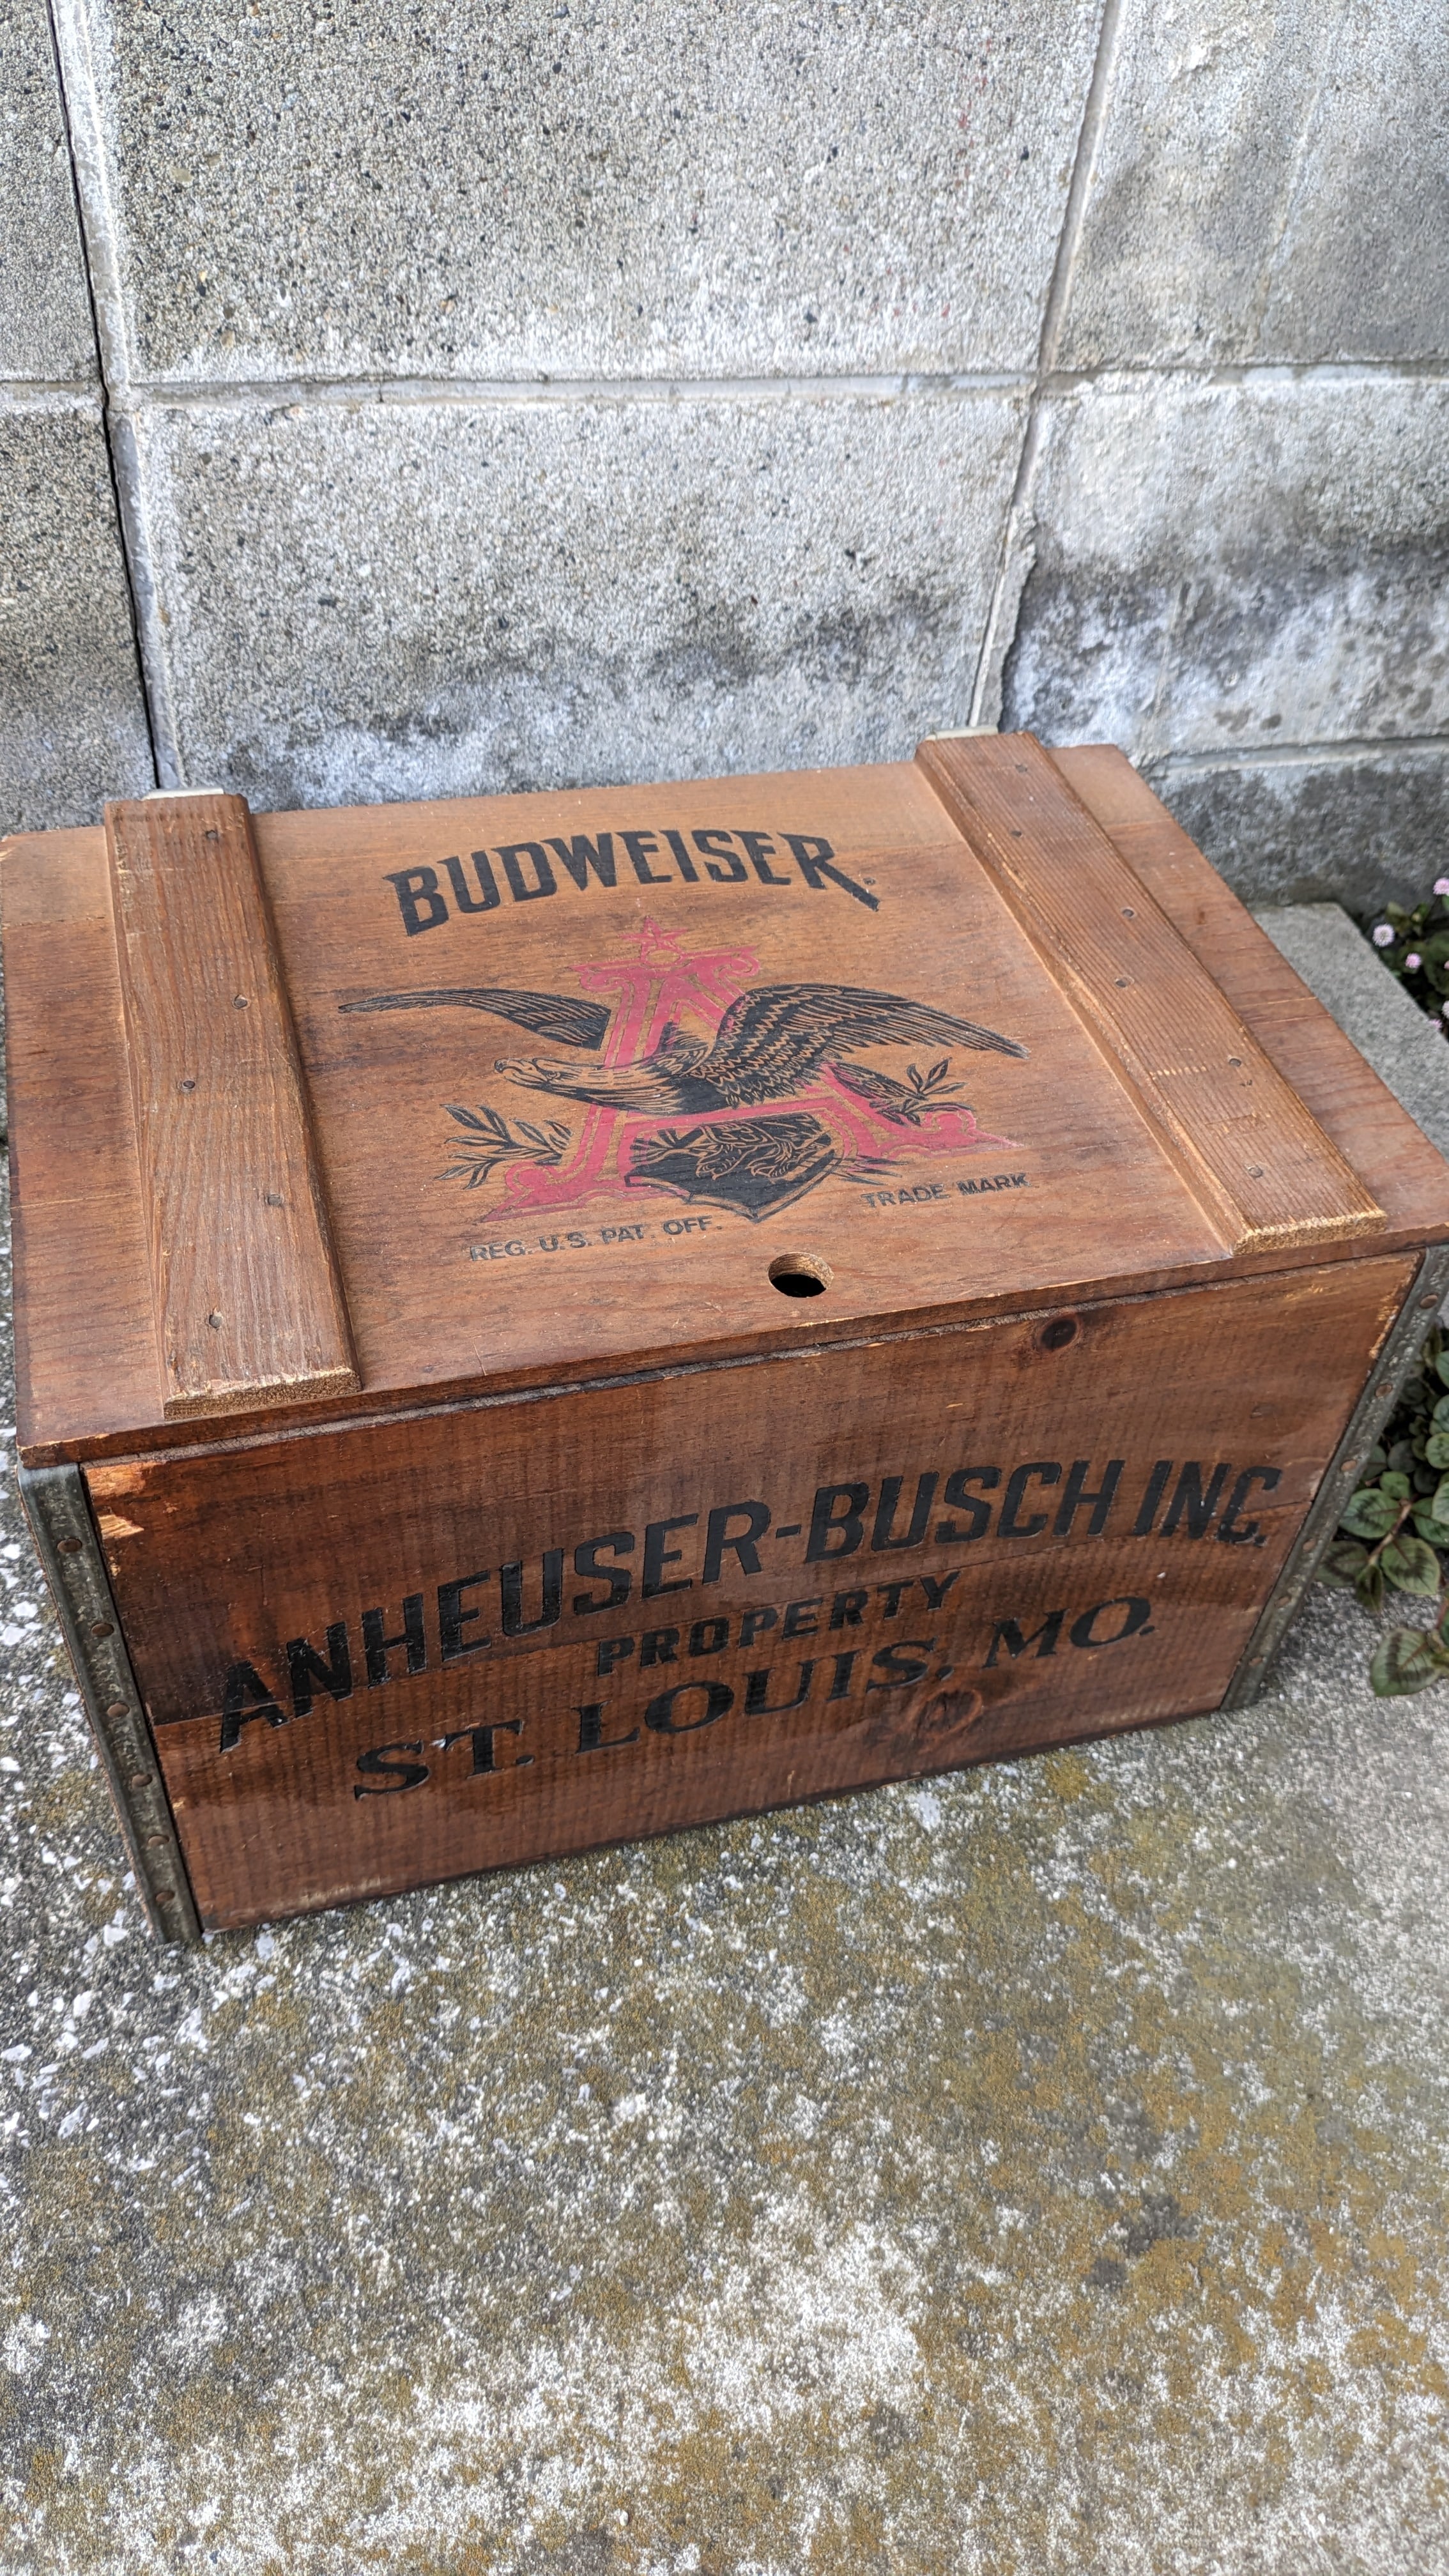 BUDWEISER
REG. U.S. PAT. OFF. TRADE MARK
ANHEUSER-BUSCH INC.
PROPERTY
ST. LOUIS, MO.